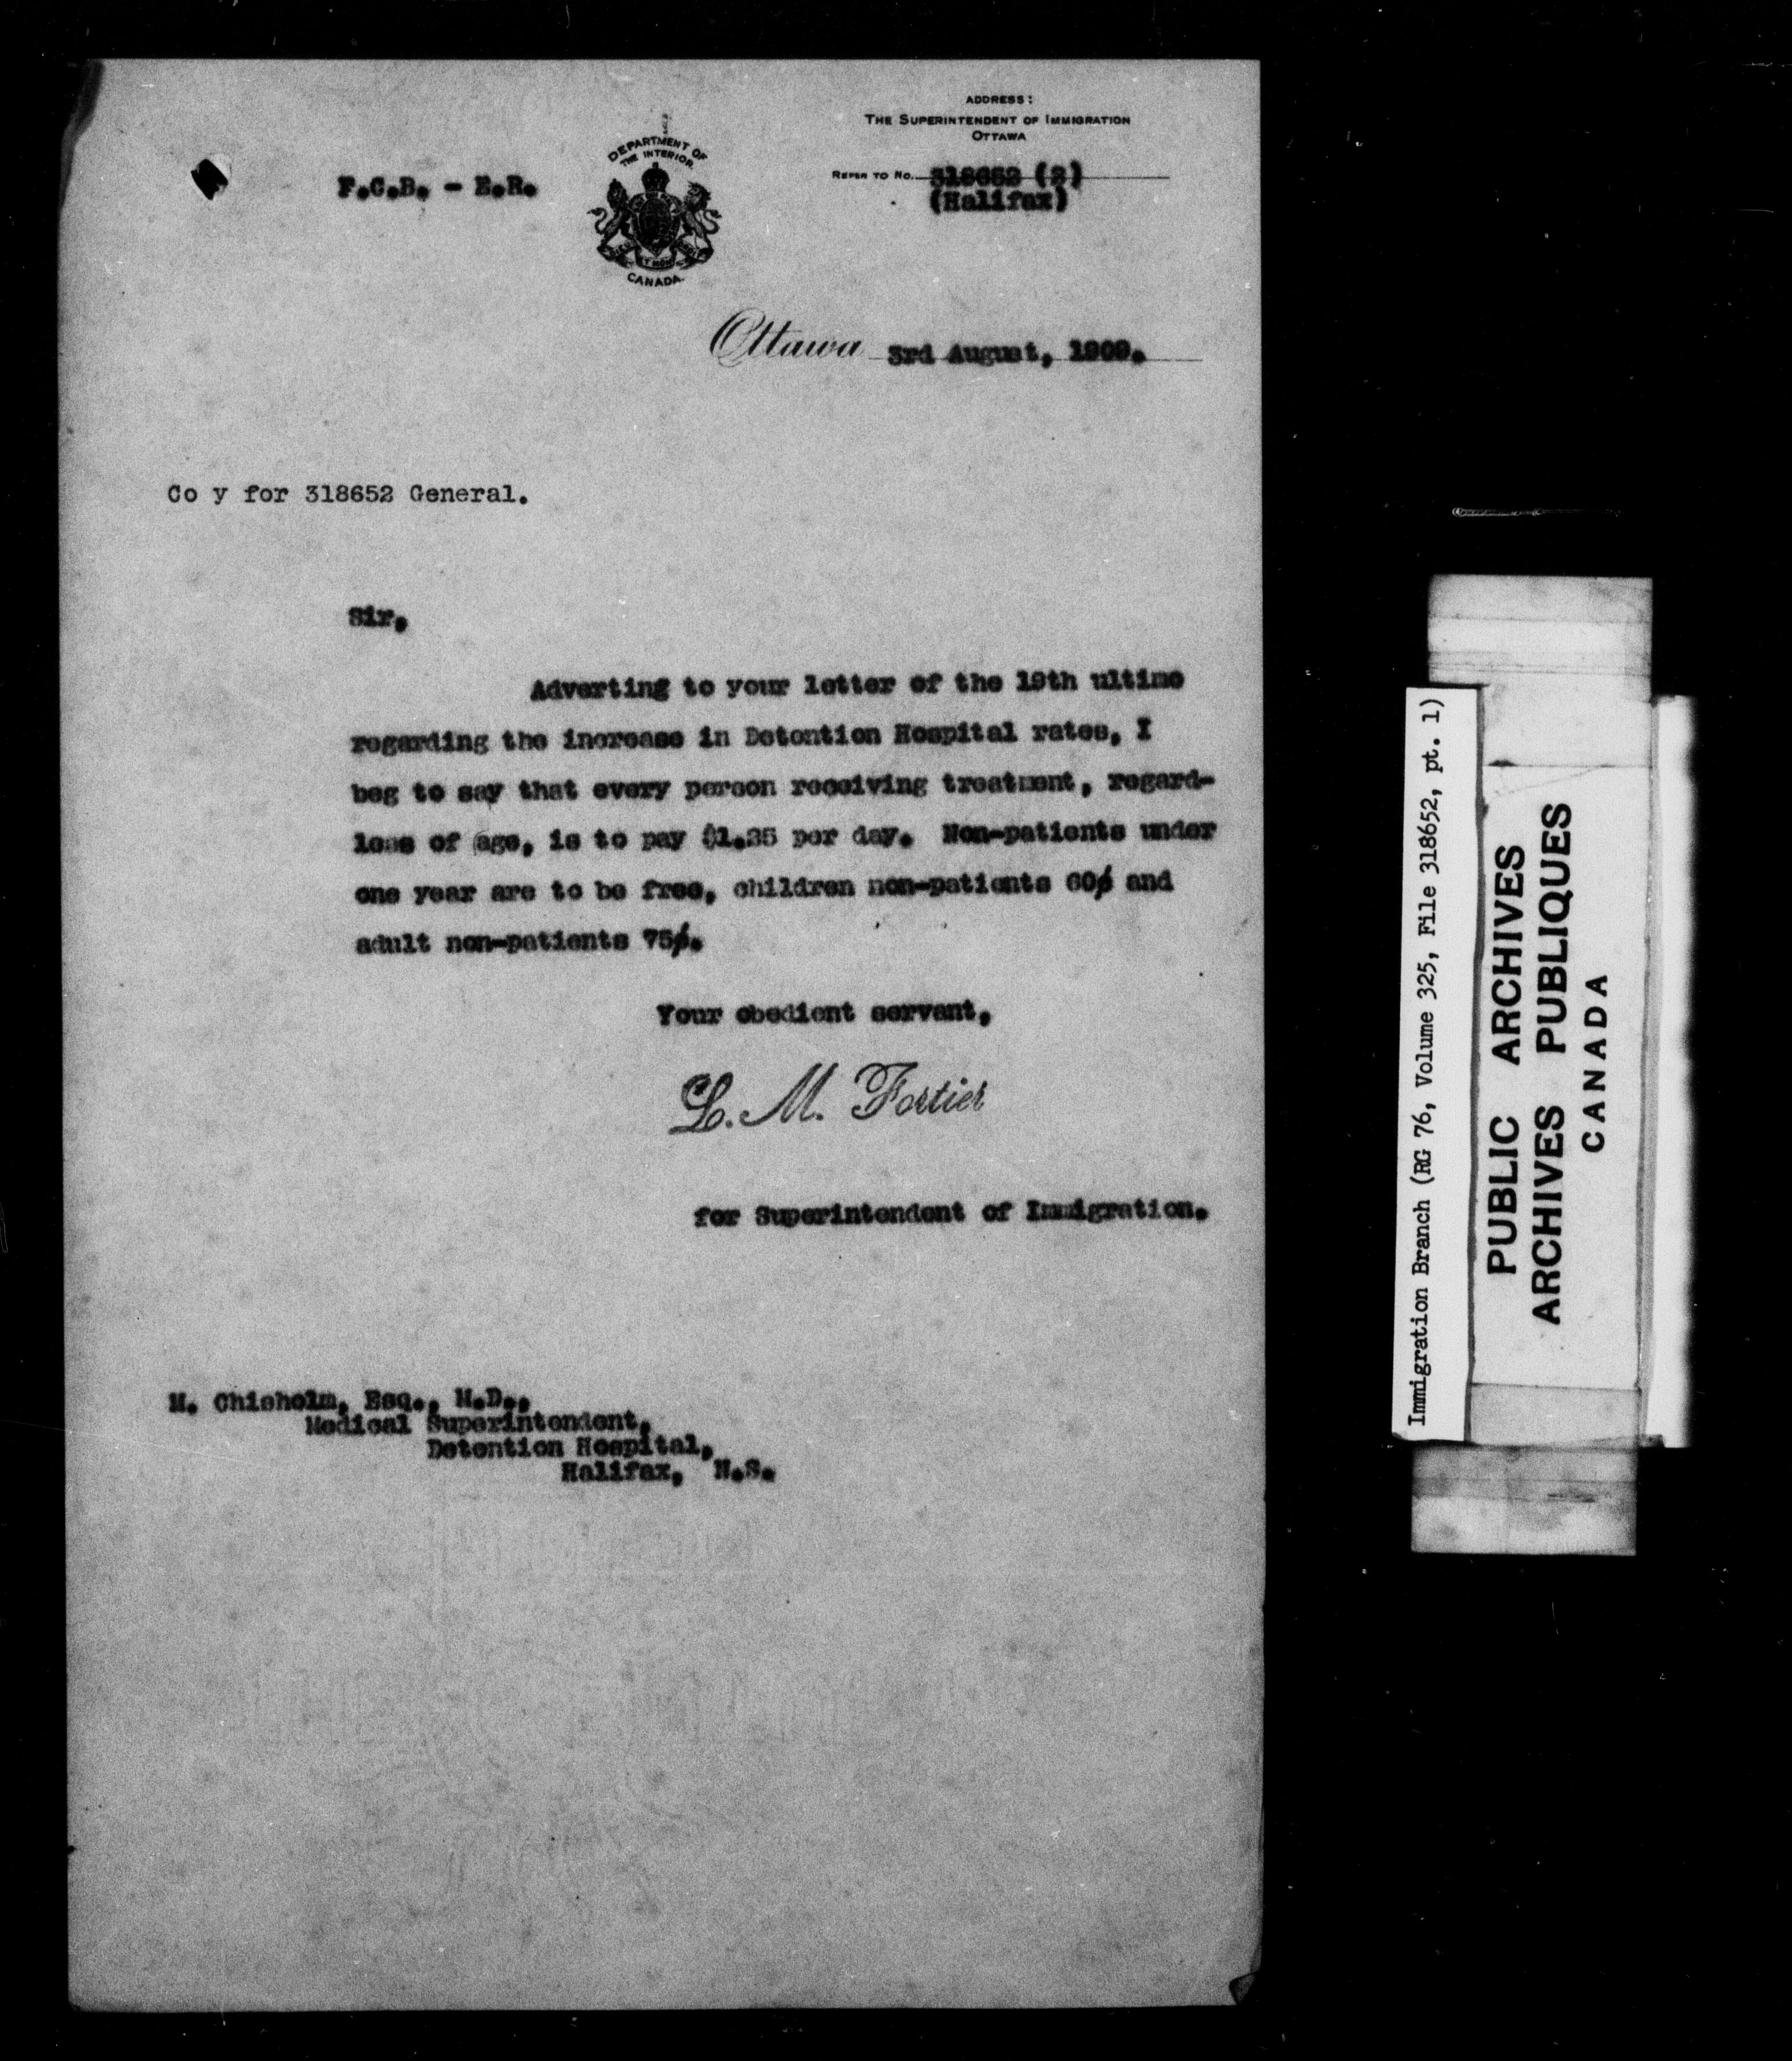 ADDRESS:
THE SUPERINTENDENT OF IMMIGRATION
OTTAWA
REFER TO NO. 318652 (2)
(Halifax)
F.C.B. - E.R.
DEPARTMENT OF
THE INTERIOR
CANADA
Ottawa 3rd August, 1909.
Co y for 318652 General.
Sir,
Adverting to your letter of the 19th ultimo
regarding the increase in Detention Hospital rates, I
beg to say that every person receiving treatment, regard-
less of age, is to pay $1.25 per day. Non-patients under
one year are to be free, children non-patients 60¢ and
adult non-patients 75¢.
Your obedient servant,
L. M. Fortier
for Superintendent of Immigration.
M. Chisholm, Esq., M.D.,
Medical Superintendent,
Detention Hospital,
Halifax, N.S.
Immigration Branch (RG 76, Volume 325, File 318652, pt. 1)
PUBLIC ARCHIVES
ARCHIVES PUBLIQUES
CANADA